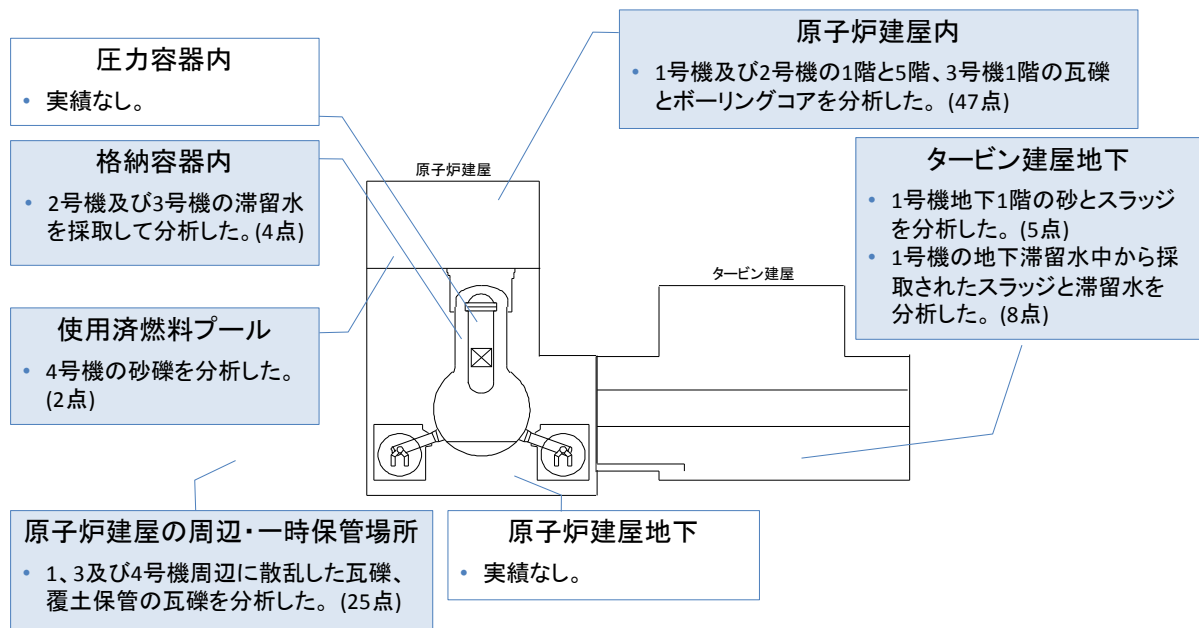 圧力容器内
• 実績なし。
原子炉建屋内
• 1号機及び2号機の1階と5階、3号機1階の瓦礫
とボーリングコアを分析した。 (47点)
格納容器内
• 2号機及び3号機の滞留水
を採取して分析した。(4点)
原子炉建屋
タービン建屋地下
• 1号機地下1階の砂とスラッジ
を分析した。 (5点)
• 1号機の地下滞留水中から採
取されたスラッジと滞留水を
分析した。 (8点)
タービン建屋
使用済燃料プール
• 4号機の砂礫を分析した。
(2点)
原子炉建屋の周辺・一時保管場所
• 1、3及び4号機周辺に散乱した瓦礫、
覆土保管の瓦礫を分析した。 (25点)
原子炉建屋地下
• 実績なし。